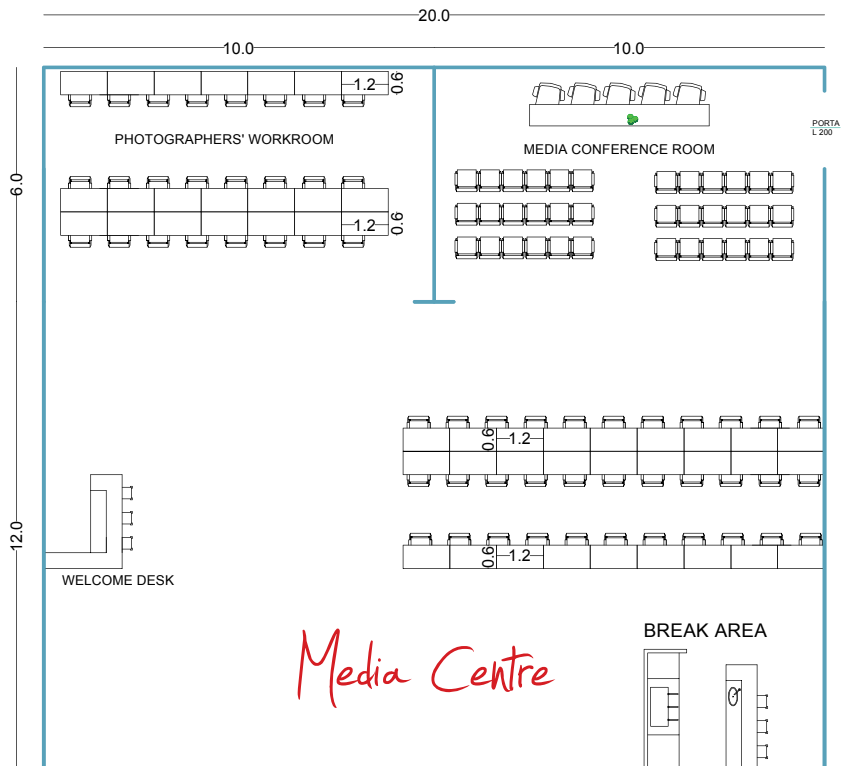 20.0
10.0
10.0
1.2
0.6
PHOTOGRAPHERS' WORKROOM
MEDIA CONFERENCE ROOM
PORTA
L 200
6.0
1.2
0.6
0.6
1.2
12.0
0.6
1.2
WELCOME DESK
BREAK AREA
Media Centre